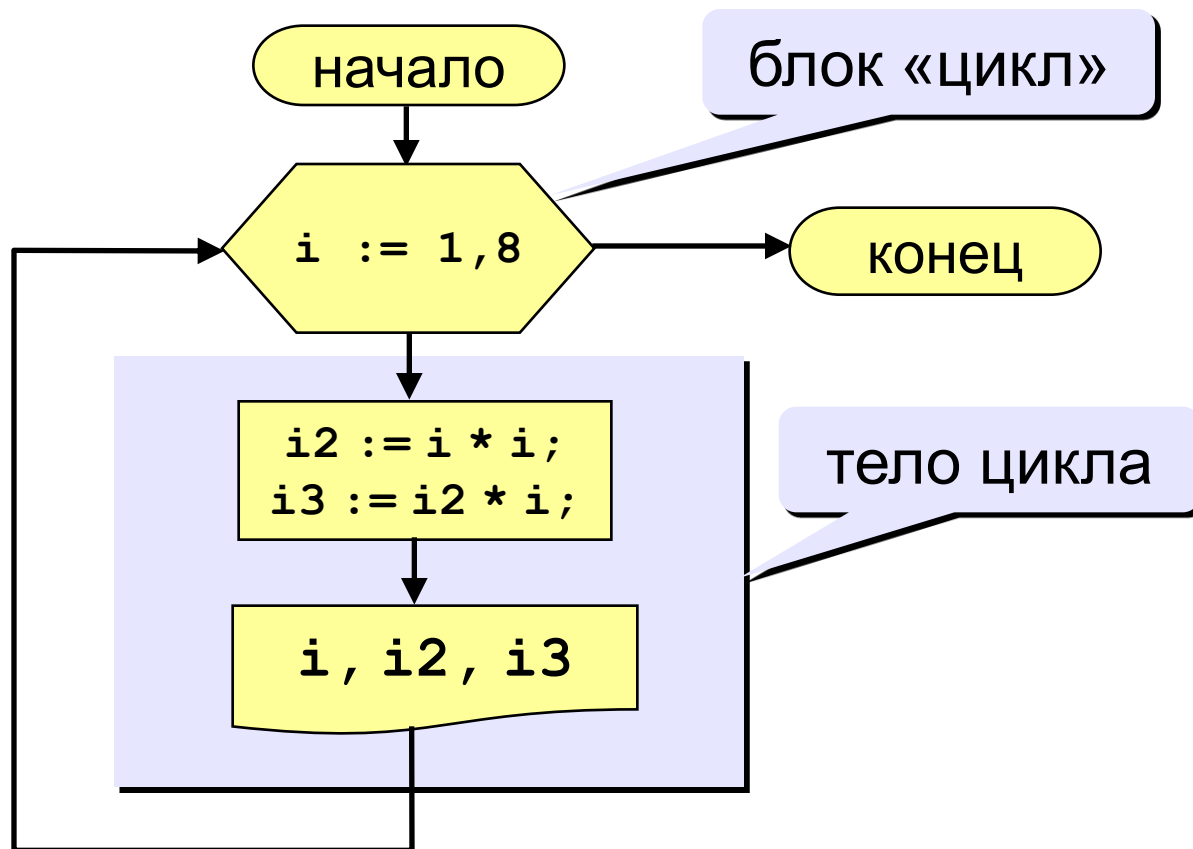 начало
блок «цикл»
i := 1,8
конец
i2 := i * i;
i3 := i2 * i;
тело цикла
i, i2, i3